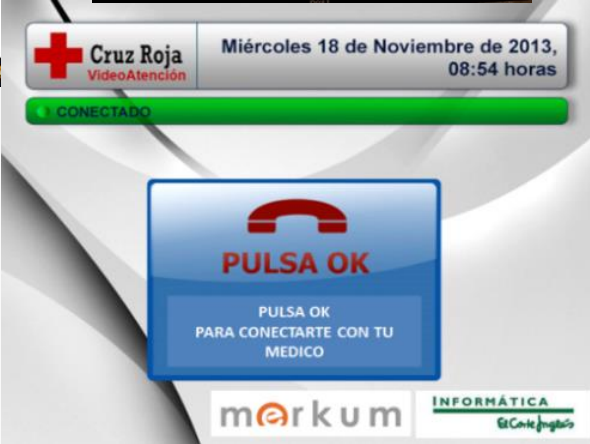 Cruz Roja
VideoAtención
Miércoles 18 de Noviembre de 2013,
08:54 horas
CONECTADO
PULSA OK
PULSA OK
PARA CONECTARTE CON TU
MEDICO
merkum
INFORMÁTICA
El Corte Inglés